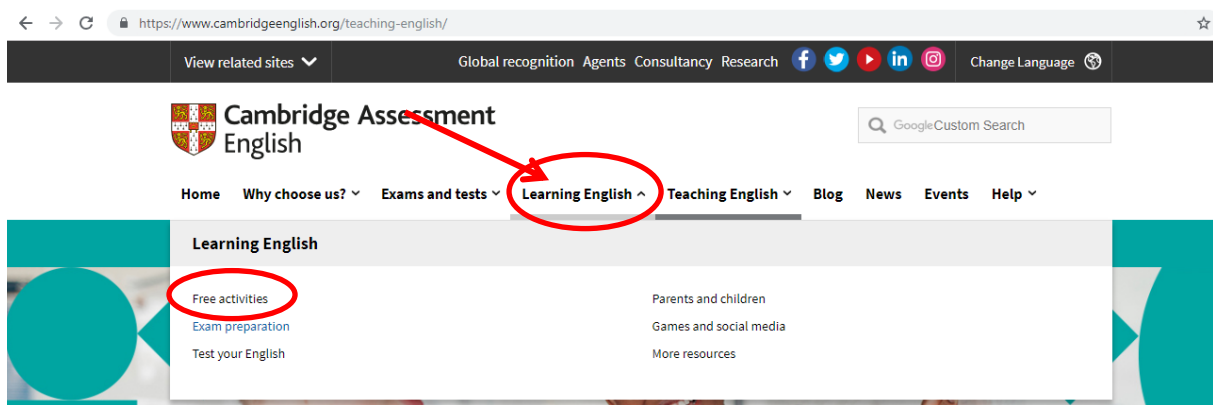 https://www.cambridgeenglish.org/teaching-english/
View related sites Global recognition Agents Consultancy Research Change Language
Cambridge Assessment
English
GoogleCustom Search
Home Why choose us? Exams and tests Learning English Teaching English Blog News Events Help
Learning English
Free activities Parents and children
Exam preparation Games and social media
Test your English More resources